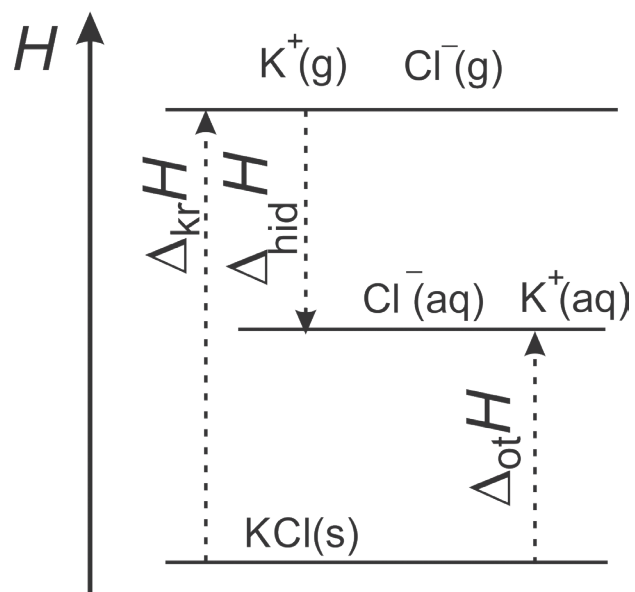 H
K⁺(g) Cl⁻(g)
ΔkrH
ΔhidH
Cl⁻(aq) K⁺(aq)
ΔotH
KCl(s)